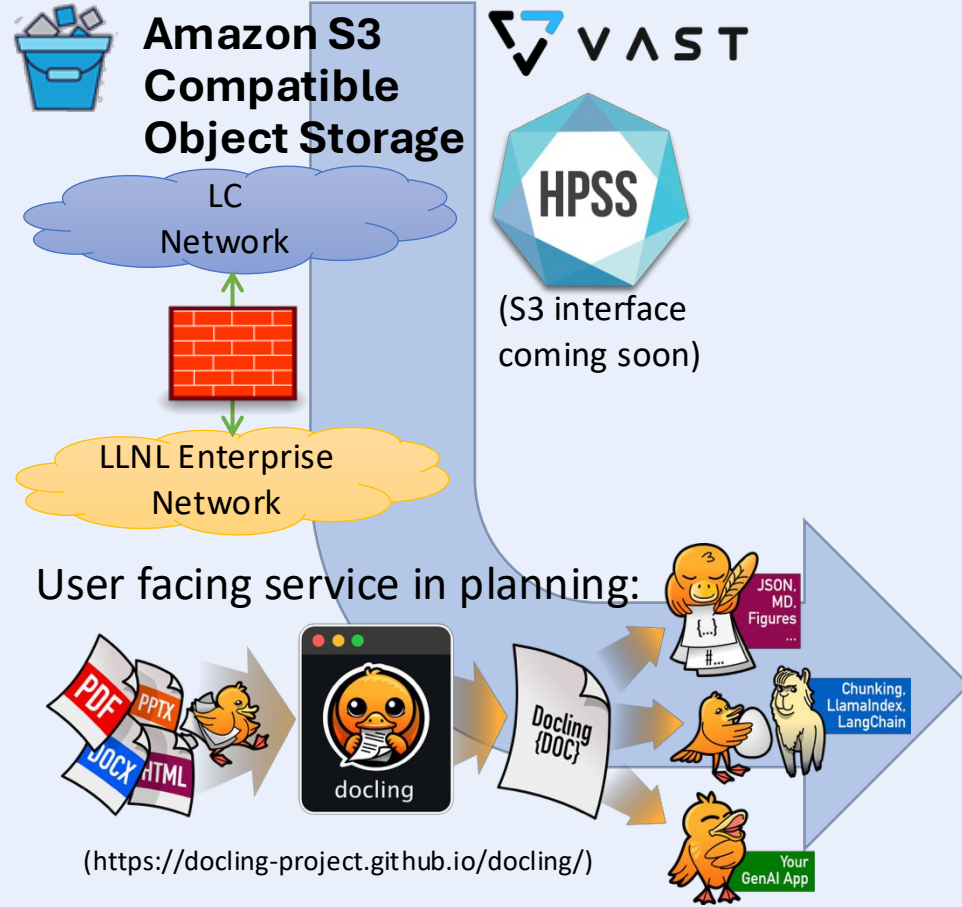 Amazon S3
Compatible
Object Storage
VAST
HPSS
(S3 interface
coming soon)
LC
Network
LLNL Enterprise
Network
User facing service in planning:
PDF
PPTX
DOCX
HTML
docling
Docling
{DOC}
3
{...}
#...
JSON,
MD,
Figures
...
Chunking,
LlamaIndex,
LangChain
Your
GenAI App
(https://docling-project.github.io/docling/)